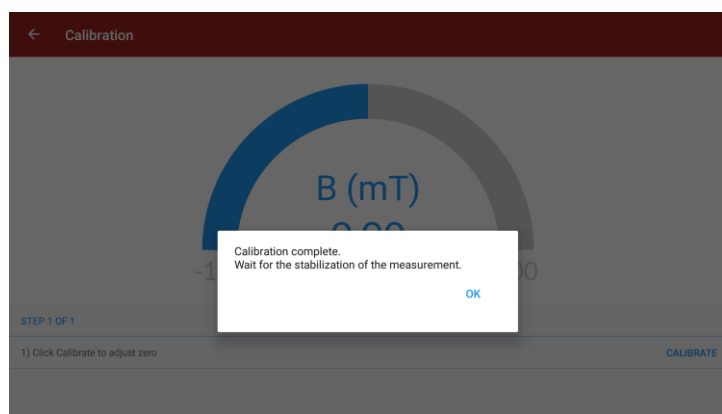 Calibration
B (mT)
Calibration complete.
Wait for the stabilization of the measurement.
OK
STEP 1 OF 1
1) Click Calibrate to adjust zero
CALIBRATE